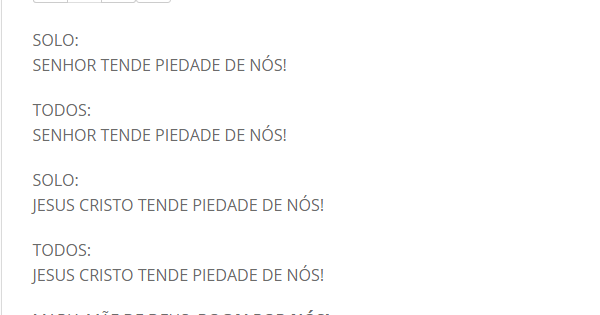 SOLO:
SENHOR TENDE PIEDADE DE NÓS!
TODOS:
SENHOR TENDE PIEDADE DE NÓS!
SOLO:
JESUS CRISTO TENDE PIEDADE DE NÓS!
TODOS:
JESUS CRISTO TENDE PIEDADE DE NÓS!